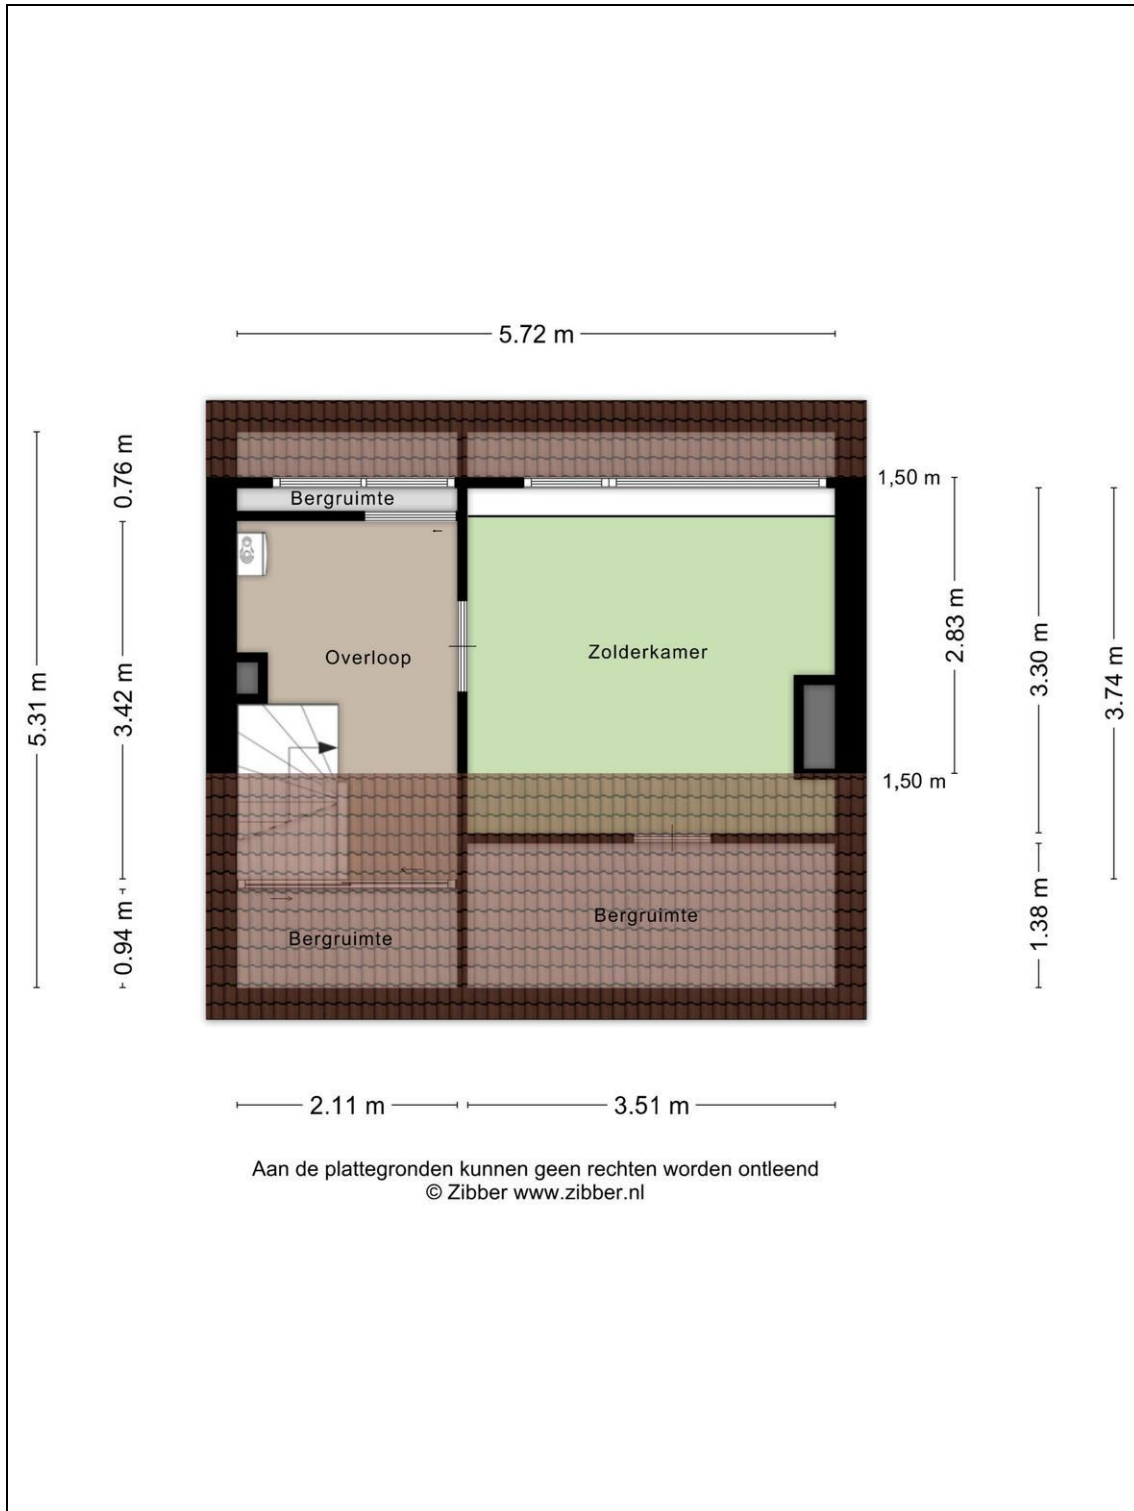 5.72 m
0.76 m
1,50 m
Bergruimte
2.83 m
3.30 m
3.74 m
5.31 m
3.42 m
Overloop
Zolderkamer
1,50 m
0.94 m
Bergruimte
Bergruimte
1.38 m
2.11 m
3.51 m
Aan de plattegronden kunnen geen rechten worden ontleend
© Zibber www.zibber.nl